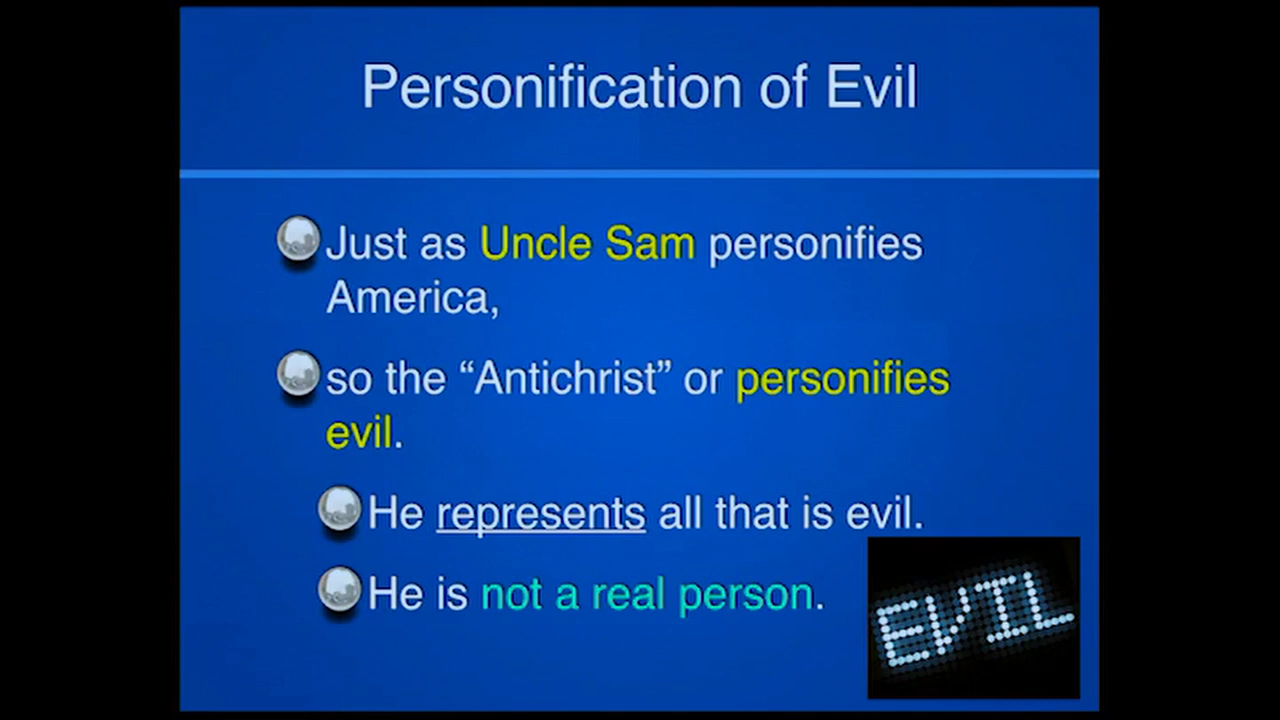 Personification of Evil
Just as Uncle Sam personifies
America,
so the “Antichrist” or personifies
evil.
He represents all that is evil.
He is not a real person.
EVIL